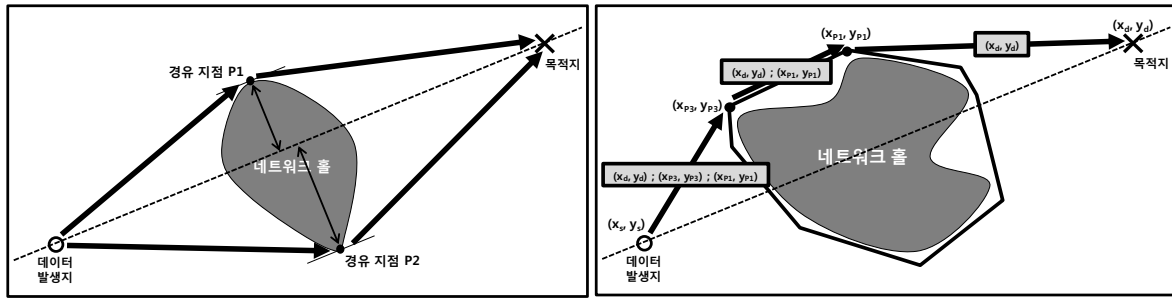 경유 지점 P1
목적지
네트워크 홀
데이터
발생지
경유 지점 P2
(x_d, y_d)
(x_P1, y_P1)
(x_d, y_d)
목적지
(x_d, y_d) ; (x_P1, y_P1)
(x_P3, y_P3)
네트워크 홀
(x_d, y_d) ; (x_P3, y_P3) ; (x_P1, y_P1)
(x_s, y_s)
데이터
발생지